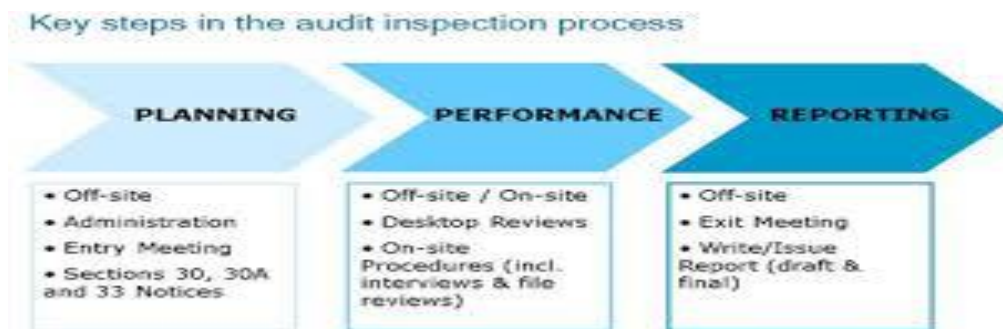 Key steps in the audit inspection process
PLANNING
PERFORMANCE
REPORTING
• Off-site
• Administration
• Entry Meeting
• Sections 30, 30A
and 33 Notices
• Off-site / On-site
• Desktop Reviews
• On-site
Procedures (incl.
interviews & file
reviews)
• Off-site
• Exit Meeting
• Write/Issue
Report (draft &
final)